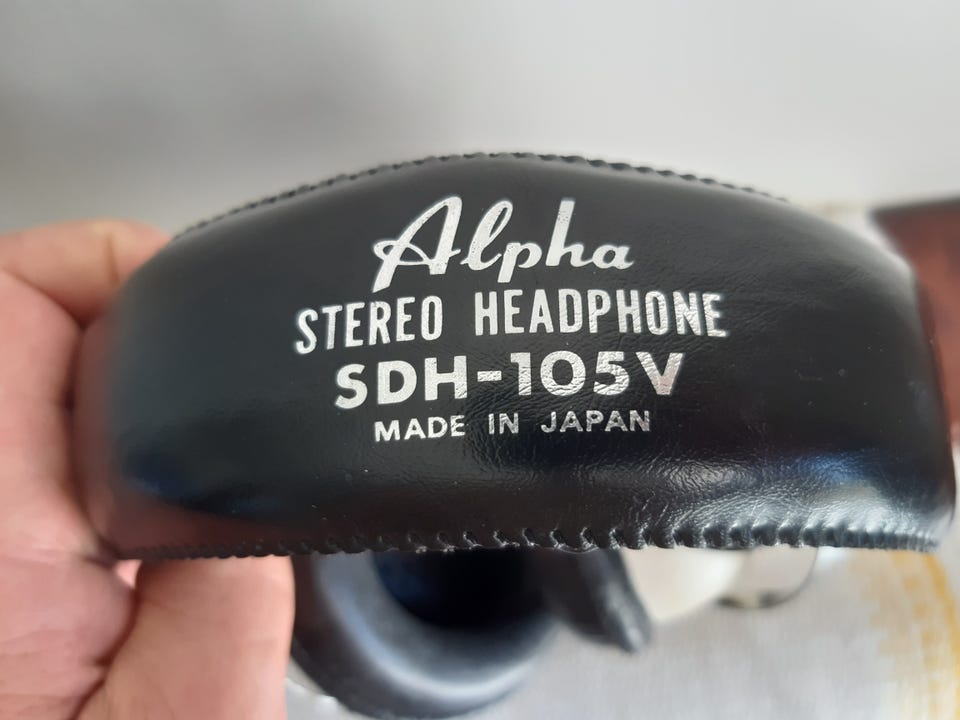 Alpha
STEREO HEADPHONE
SDH-105V
MADE IN JAPAN